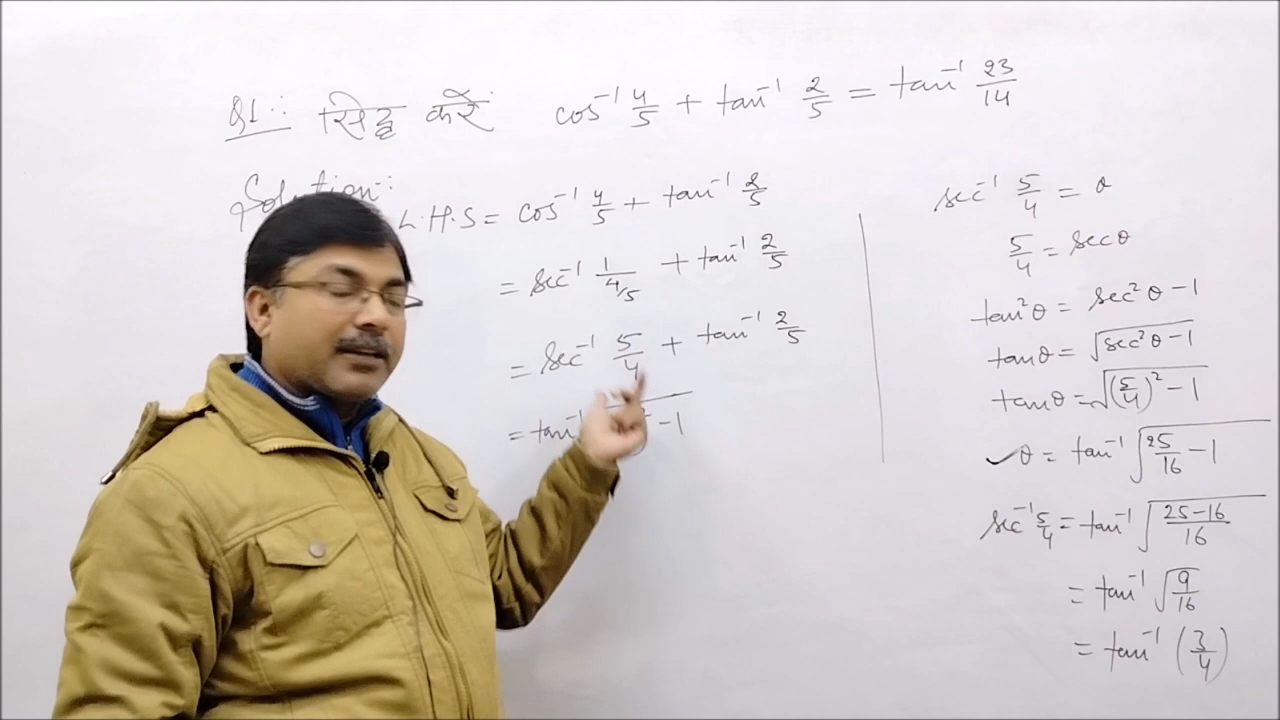 Q1:. सिद्ध करें cos⁻¹ 4/5 + tan⁻¹ 2/5 = tan⁻¹ 23/14
Solution:-
L.H.S = cos⁻¹ 4/5 + tan⁻¹ 2/5
= sec⁻¹ 1/(4/5) + tan⁻¹ 2/5
= sec⁻¹ 5/4 + tan⁻¹ 2/5
= tan⁻¹ - 1
sec⁻¹ 5/4 = θ
5/4 = secθ
tan²θ = sec²θ - 1
tanθ = √(sec²θ - 1)
tanθ = √((5/4)² - 1)
✓θ = tan⁻¹ √(25/16 - 1)
sec⁻¹ 5/4 = tan⁻¹ √((25-16)/16)
= tan⁻¹ √(9/16)
= tan⁻¹ (3/4)